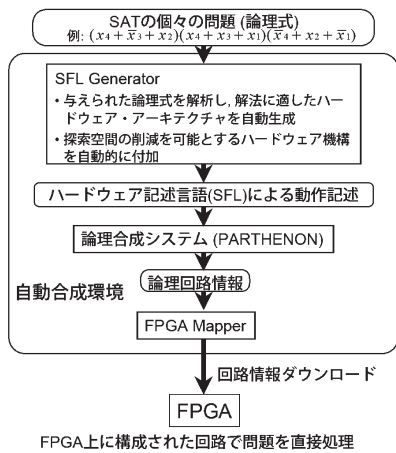 SATの個々の問題 (論理式)
例: (x₄ + x̅₃ + x₂)(x₄ + x₃ + x₁)(x̅₄ + x₂ + x̅₁)
SFL Generator
・与えられた論理式を解析し, 解法に適したハー
ドウェア・アーキテクチャを自動生成
・探索空間の削減を可能とするハードウェア機構
を自動的に付加
ハードウェア記述言語(SFL)による動作記述
論理合成システム (PARTHENON)
論理回路情報
自動合成環境
FPGA Mapper
回路情報ダウンロード
FPGA
FPGA上に構成された回路で問題を直接処理